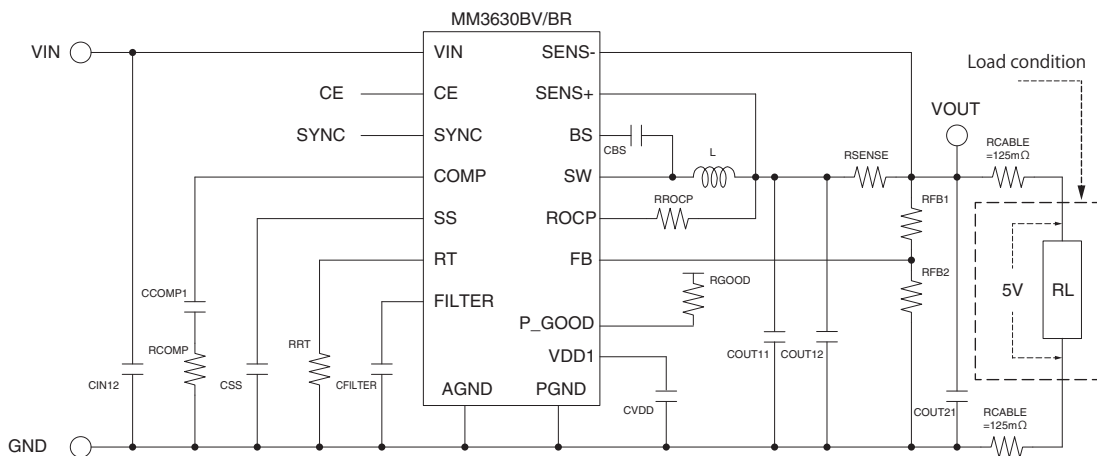 MM3630BV/BR
VIN
VIN
SENS-
Load condition
CE
CE
SENS+
VOUT
SYNC
SYNC
BS
CBS
L
RSENSE
RCABLE
=125mΩ
COMP
SW
SS
ROCP
RROCP
RFB1
RT
FB
RFB2
CCOMP1
FILTER
RGOOD
5V
RL
P_GOOD
RCOMP
RRT
VDD1
COUT11
COUT12
CIN12
CSS
CFILTER
AGND
PGND
CVDD
COUT21
RCABLE
=125mΩ
GND